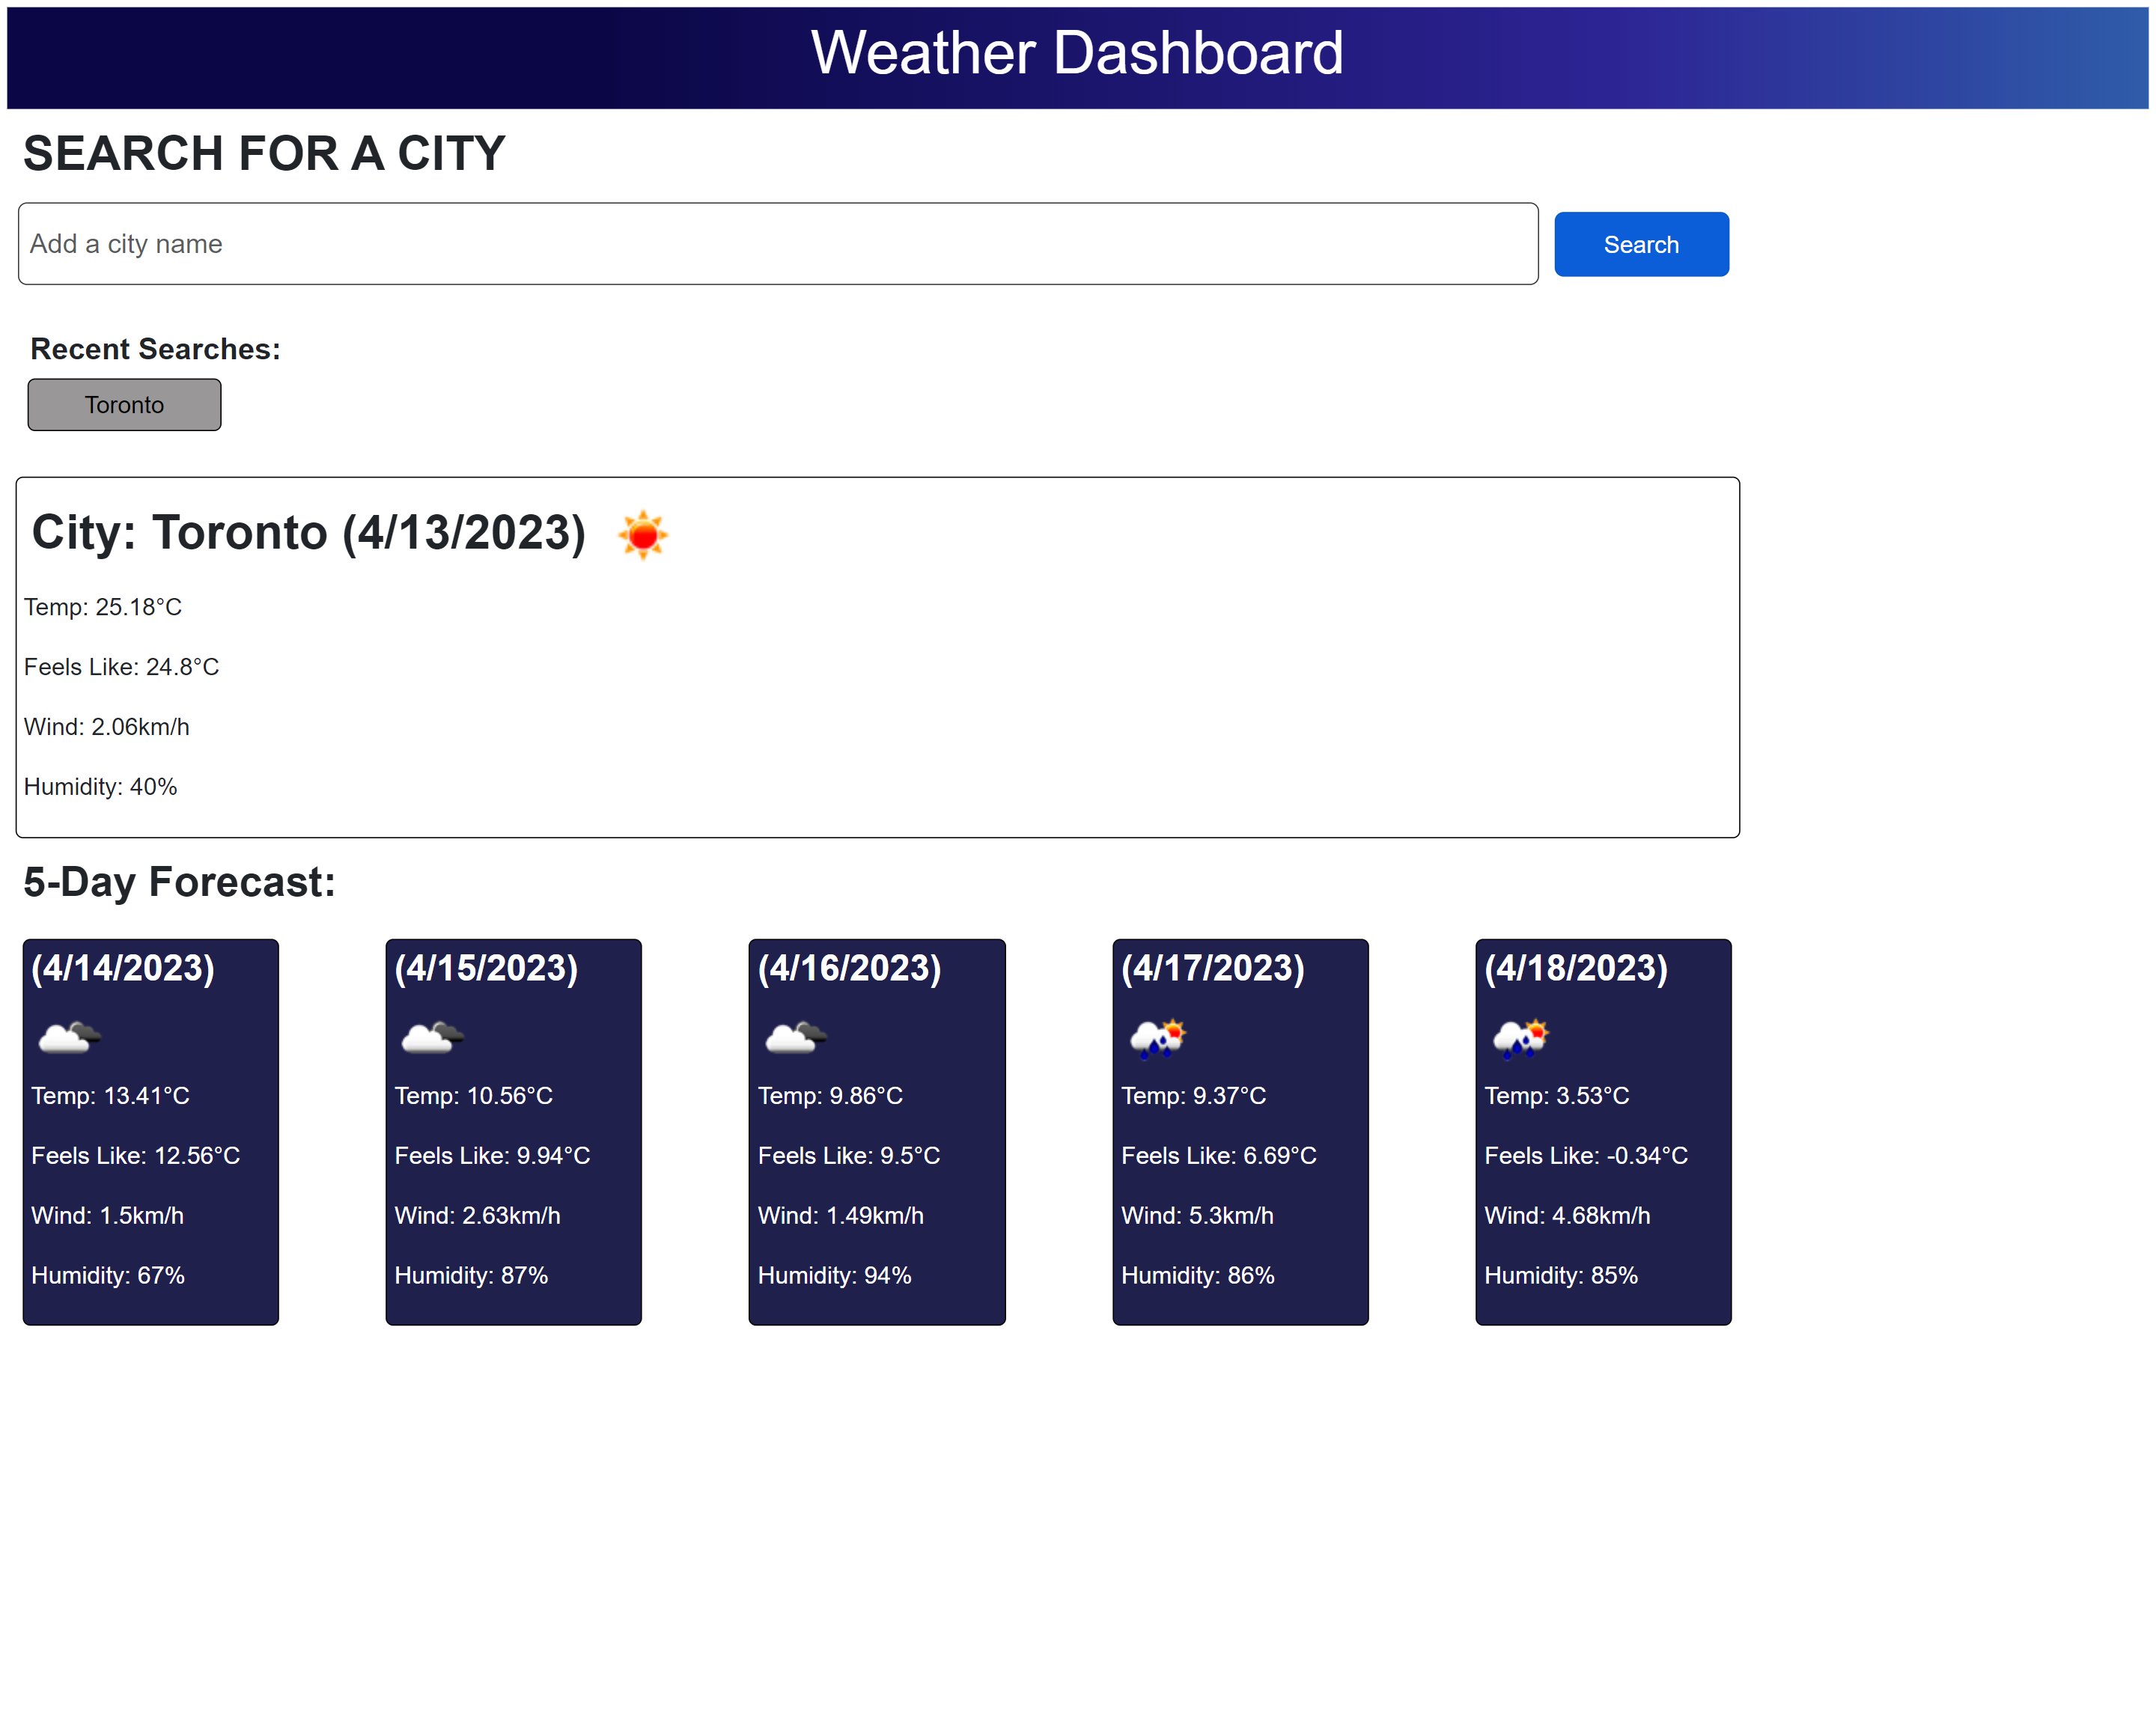 Weather Dashboard
SEARCH FOR A CITY
Add a city name
Search
Recent Searches:
Toronto
City: Toronto (4/13/2023)
Temp: 25.18°C
Feels Like: 24.8°C
Wind: 2.06km/h
Humidity: 40%
5-Day Forecast:
(4/14/2023)
Temp: 13.41°C
Feels Like: 12.56°C
Wind: 1.5km/h
Humidity: 67%
(4/15/2023)
Temp: 10.56°C
Feels Like: 9.94°C
Wind: 2.63km/h
Humidity: 87%
(4/16/2023)
Temp: 9.86°C
Feels Like: 9.5°C
Wind: 1.49km/h
Humidity: 94%
(4/17/2023)
Temp: 9.37°C
Feels Like: 6.69°C
Wind: 5.3km/h
Humidity: 86%
(4/18/2023)
Temp: 3.53°C
Feels Like: -0.34°C
Wind: 4.68km/h
Humidity: 85%